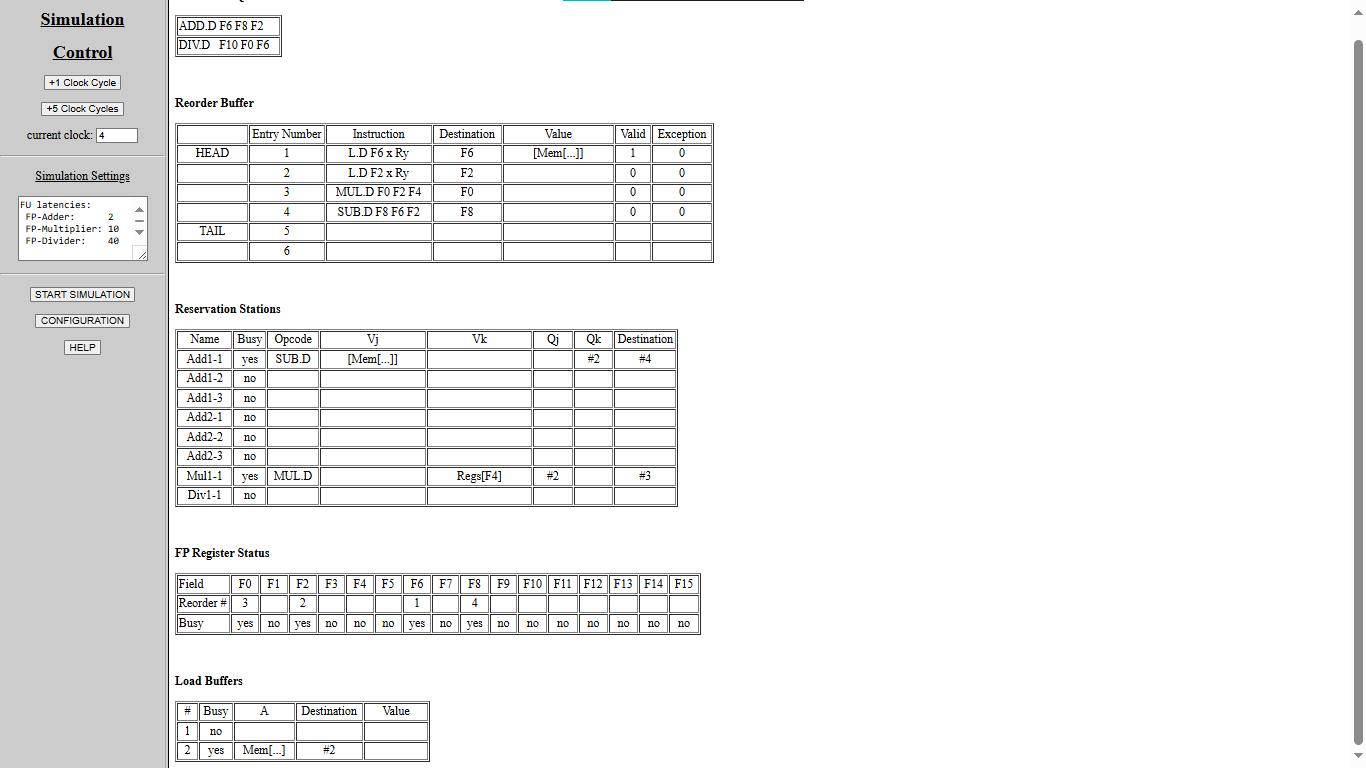 Simulation
Control
+1 Clock Cycle
+5 Clock Cycles
current clock: 4
Simulation Settings
FU latencies:
FP-Adder: 2
FP-Multiplier: 10
FP-Divider: 40
START SIMULATION
CONFIGURATION
HELP
ADD.D F6 F8 F2
DIV.D F10 F0 F6
Reorder Buffer
Entry Number Instruction Destination Value Valid Exception
HEAD 1 L.D F6 x Ry F6 [Mem[...]] 1 0
2 L.D F2 x Ry F2 0 0
3 MUL.D F0 F2 F4 F0 0 0
4 SUB.D F8 F6 F2 F8 0 0
TAIL 5
6
Reservation Stations
Name Busy Opcode Vj Vk Qj Qk Destination
Add1-1 yes SUB.D [Mem[...]] #2 #4
Add1-2 no
Add1-3 no
Add2-1 no
Add2-2 no
Add2-3 no
Mul1-1 yes MUL.D Regs[F4] #2 #3
Div1-1 no
FP Register Status
Field F0 F1 F2 F3 F4 F5 F6 F7 F8 F9 F10 F11 F12 F13 F14 F15
Reorder # 3 2 1 4
Busy yes no yes no no no yes no yes no no no no no no no
Load Buffers
# Busy A Destination Value
1 no
2 yes Mem[...] #2